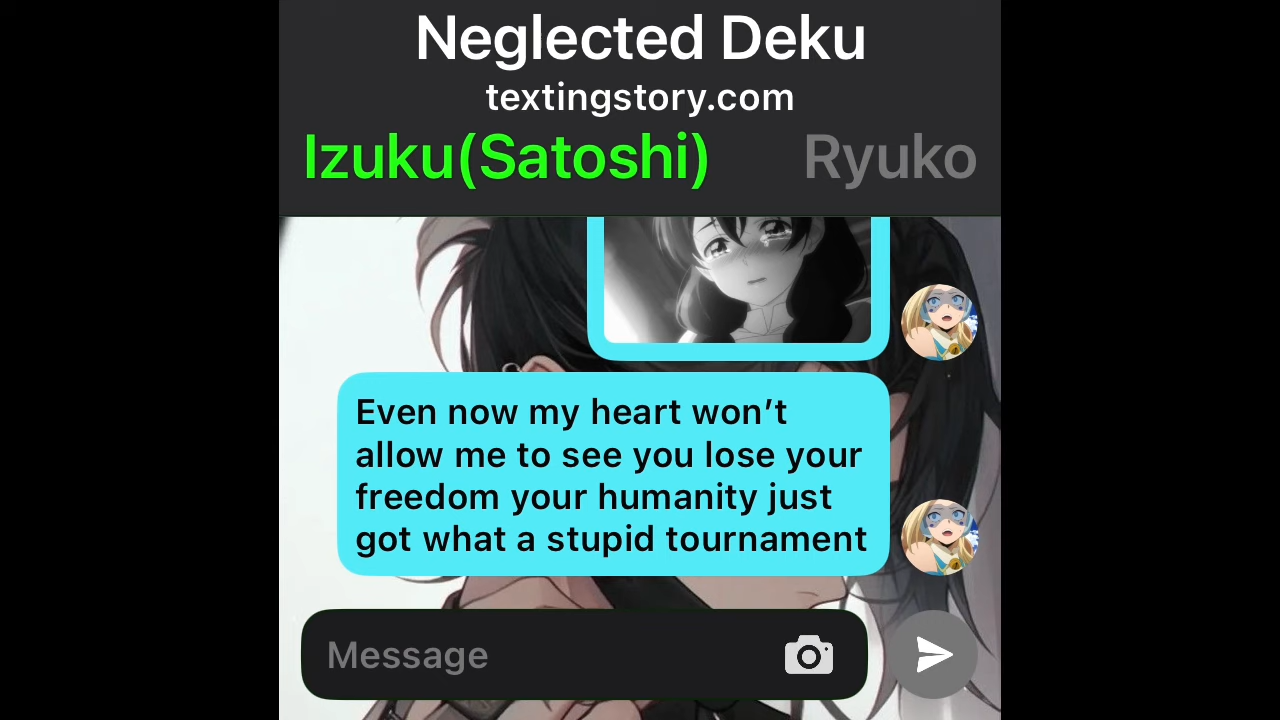 Neglected Deku
textingstory.com
Izuku(Satoshi) Ryuko
Even now my heart won’t
allow me to see you lose your
freedom your humanity just
got what a stupid tournament
Message